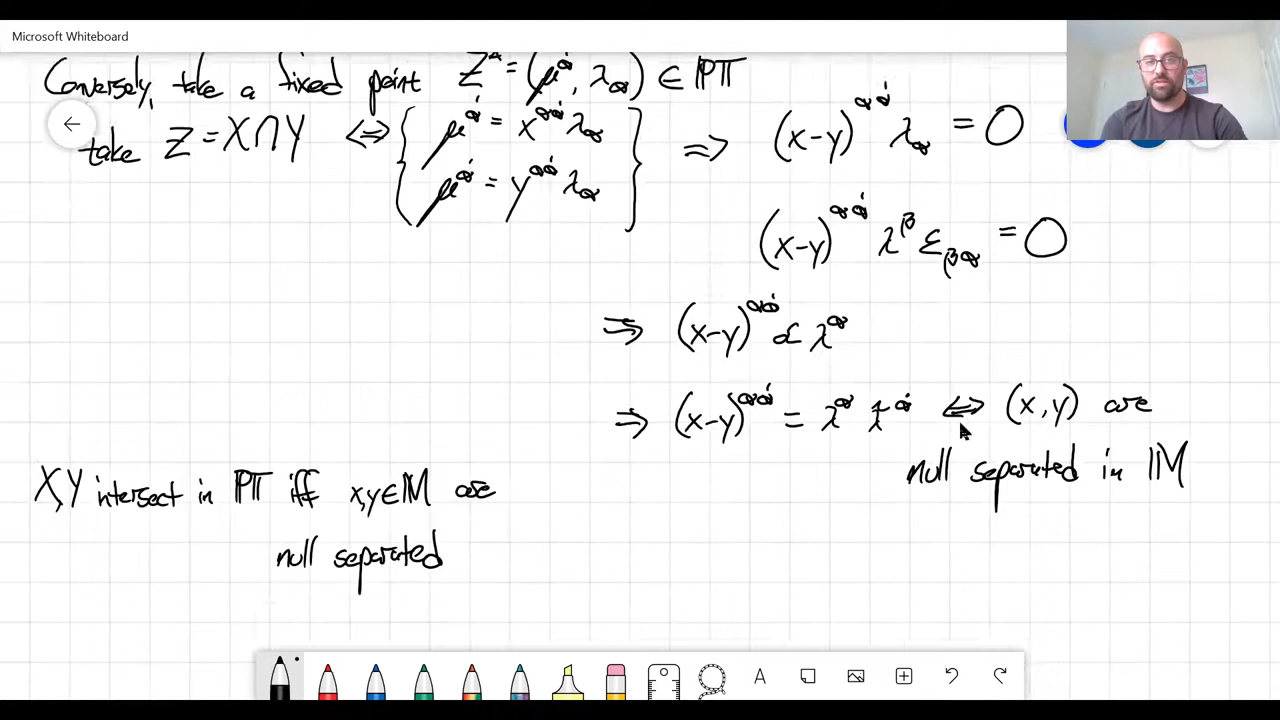 Microsoft Whiteboard
Conversely, take a fixed point Z^α = (μ^α̇, λ_α) ∈ ℙ𝕋
take Z = X ∩ Y ⇔ { μ^α̇ = x^αα̇ λ_α ⇒ (x-y)^αα̇ λ_α = 0
μ^α̇ = y^αα̇ λ_α }
(x-y)^αα̇ λ^β ε_βα = 0
⇒ (x-y)^αα̇ ∝ λ^α
⇒ (x-y)^αα̇ = λ^α λ̃^α̇ ⇔ (x,y) are
null separated in 𝕄
X,Y intersect in ℙ𝕋 iff x,y∈𝕄 are
null separated
A